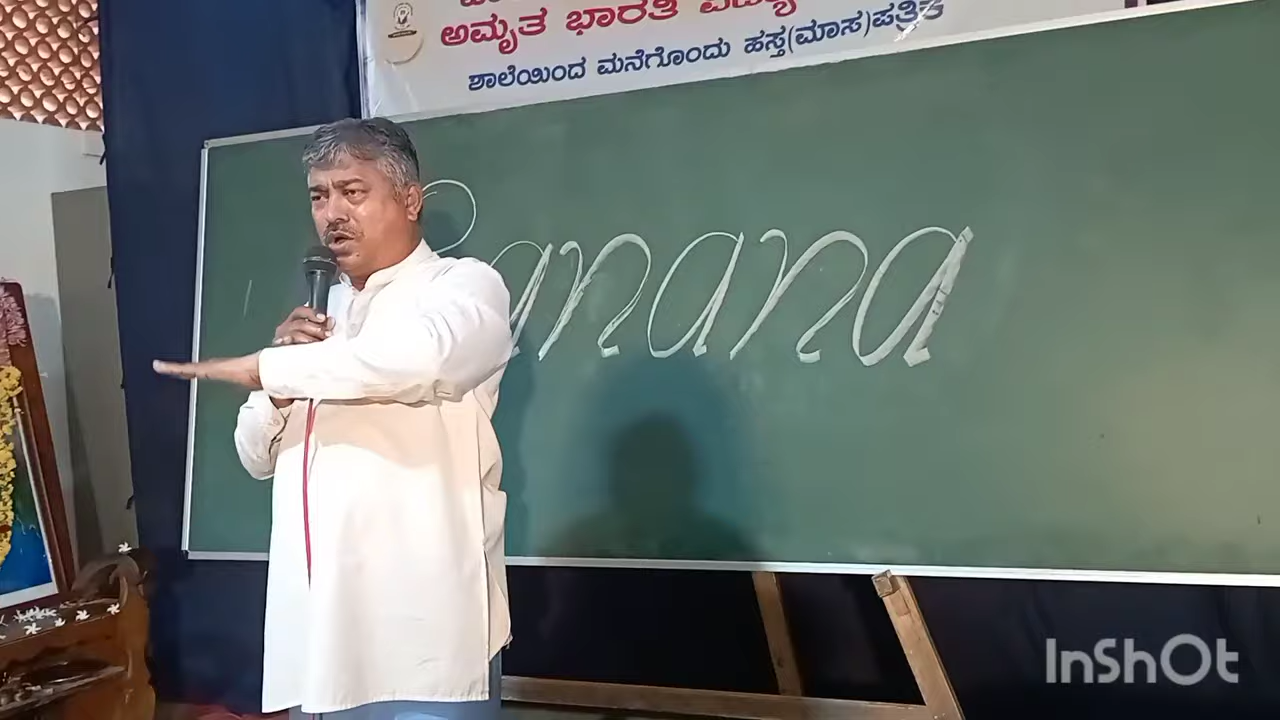 ಅಮೃತ ಭಾರತಿ
ಶಾಲೆಯಿಂದ ಮನೆಗೊಂದು ಹಸ್ತ(ಮಾಸ)ಪತ್ರಿಕೆ
anana
InShOt